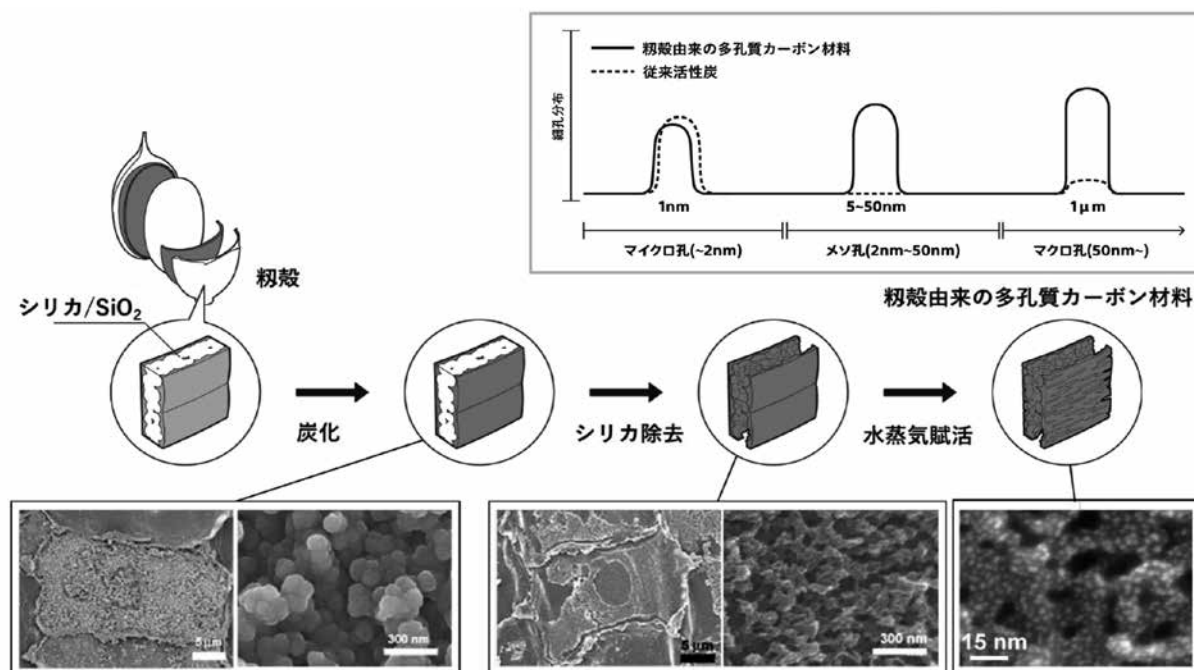 籾殻由来の多孔質カーボン材料
従来活性炭
細孔分布
1nm
5~50nm
1μm
マイクロ孔(~2nm)
メソ孔(2nm~50nm)
マクロ孔(50nm~)
籾殻
シリカ/SiO₂
籾殻由来の多孔質カーボン材料
炭化
シリカ除去
水蒸気賦活
5 μm
300 nm
5 μm
300 nm
15 nm